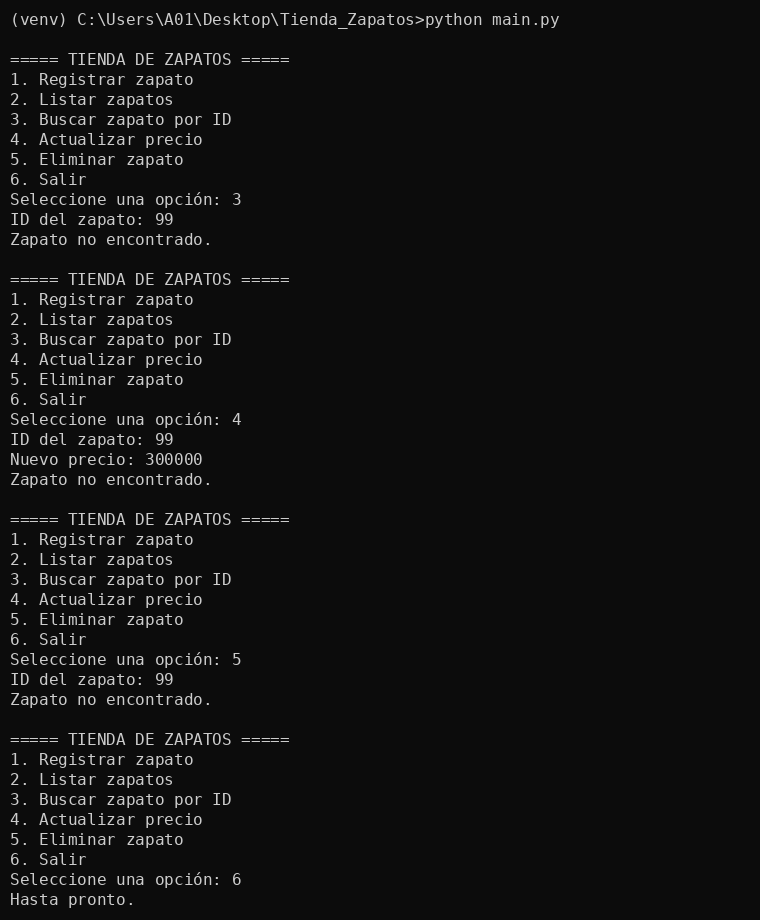 (venv) C:\Users\A01\Desktop\Tienda_Zapatos>python main.py

===== TIENDA DE ZAPATOS =====
1. Registrar zapato
2. Listar zapatos
3. Buscar zapato por ID
4. Actualizar precio
5. Eliminar zapato
6. Salir
Seleccione una opción: 3
ID del zapato: 99
Zapato no encontrado.

===== TIENDA DE ZAPATOS =====
1. Registrar zapato
2. Listar zapatos
3. Buscar zapato por ID
4. Actualizar precio
5. Eliminar zapato
6. Salir
Seleccione una opción: 4
ID del zapato: 99
Nuevo precio: 300000
Zapato no encontrado.

===== TIENDA DE ZAPATOS =====
1. Registrar zapato
2. Listar zapatos
3. Buscar zapato por ID
4. Actualizar precio
5. Eliminar zapato
6. Salir
Seleccione una opción: 5
ID del zapato: 99
Zapato no encontrado.

===== TIENDA DE ZAPATOS =====
1. Registrar zapato
2. Listar zapatos
3. Buscar zapato por ID
4. Actualizar precio
5. Eliminar zapato
6. Salir
Seleccione una opción: 6
Hasta pronto.